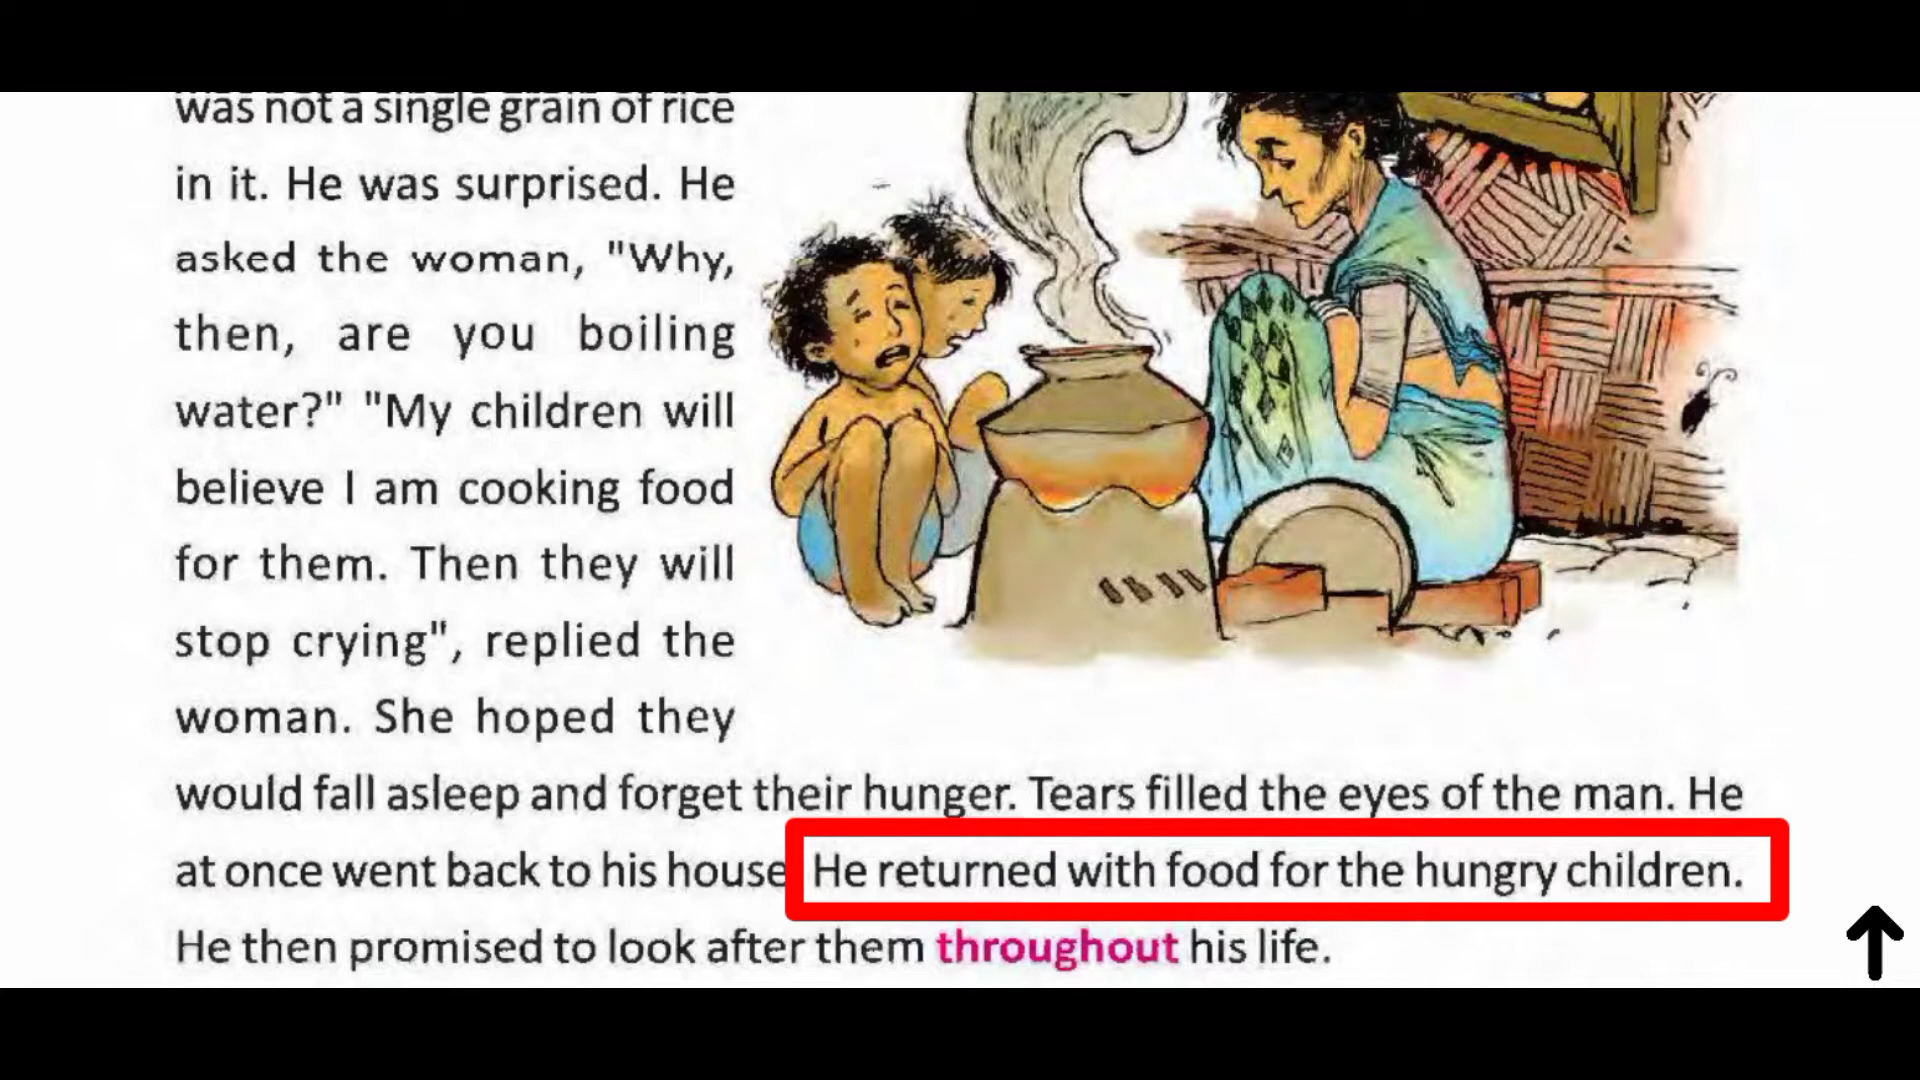 was not a single grain of rice
in it. He was surprised. He
asked the woman, "Why,
then, are you boiling
water?" "My children will
believe I am cooking food
for them. Then they will
stop crying", replied the
woman. She hoped they
would fall asleep and forget their hunger. Tears filled the eyes of the man. He
at once went back to his house He returned with food for the hungry children.
He then promised to look after them throughout his life.